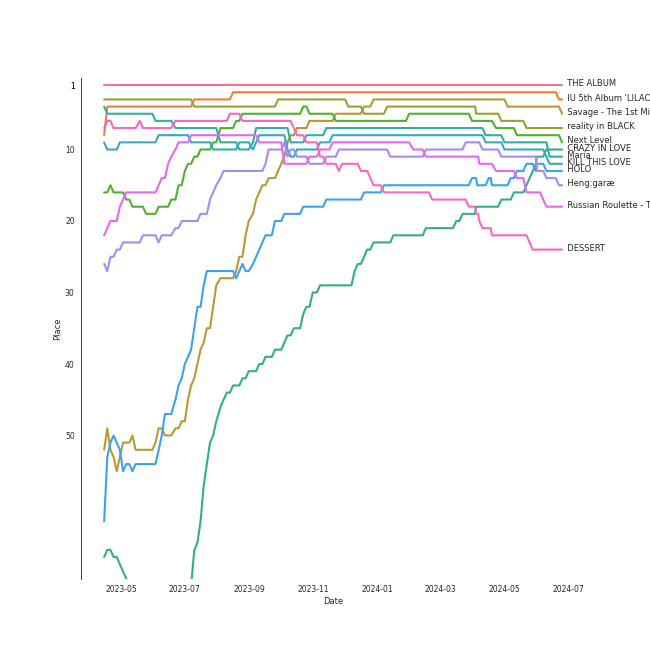 1
10
20
30
40
50
Place
THE ALBUM
IU 5th Album 'LILAC
Savage - The 1st Mi
reality in BLACK
Next Level
CRAZY IN LOVE
Maria
KILL THIS LOVE
HOLO
Heng:garæ
Russian Roulette - T
DESSERT
2023-05
2023-07
2023-09
2023-11
2024-01
2024-03
2024-05
2024-07
Date